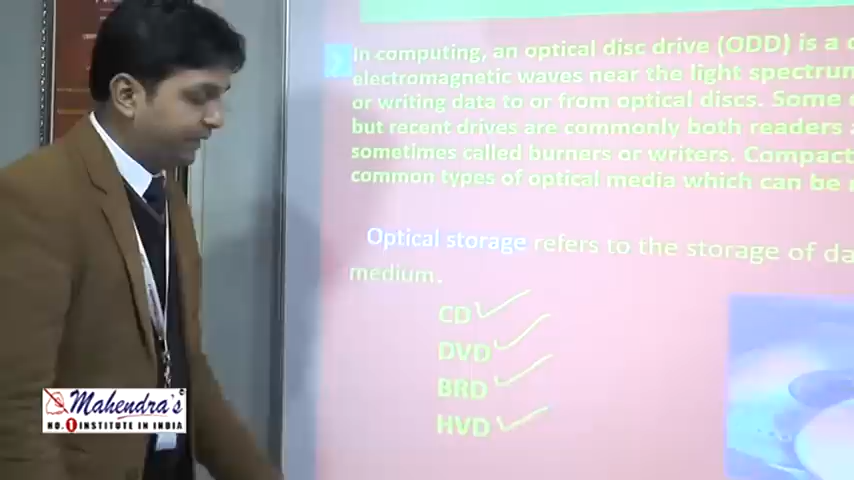 In computing, an optical disc drive (ODD) is a
electromagnetic waves near the light spectrum
or writing data to or from optical discs. Some
but recent drives are commonly both readers
sometimes called burners or writers. Compact
common types of optical media which can be
Optical storage refers to the storage of
medium.
CD
DVD
BRD
HVD
Mahendra's
NO. 1 INSTITUTE IN INDIA